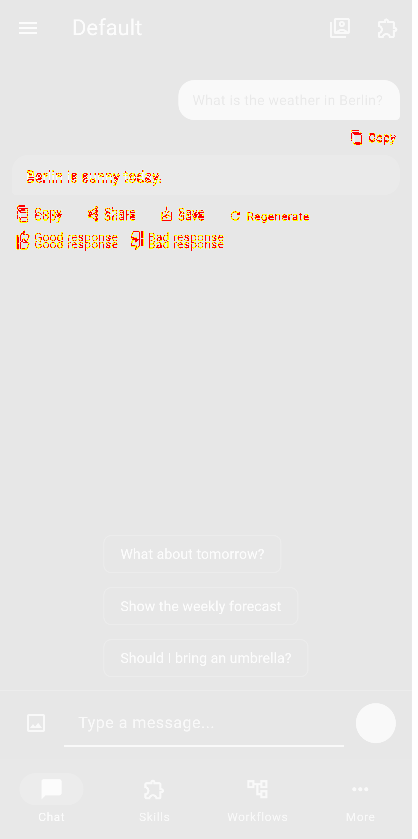 Default
What is the weather in Berlin?
Copy
Berlin is sunny today.
Copy Share Save Regenerate
Good response Bad response
What about tomorrow?
Show the weekly forecast
Should I bring an umbrella?
Type a message...
Chat Skills Workflows More